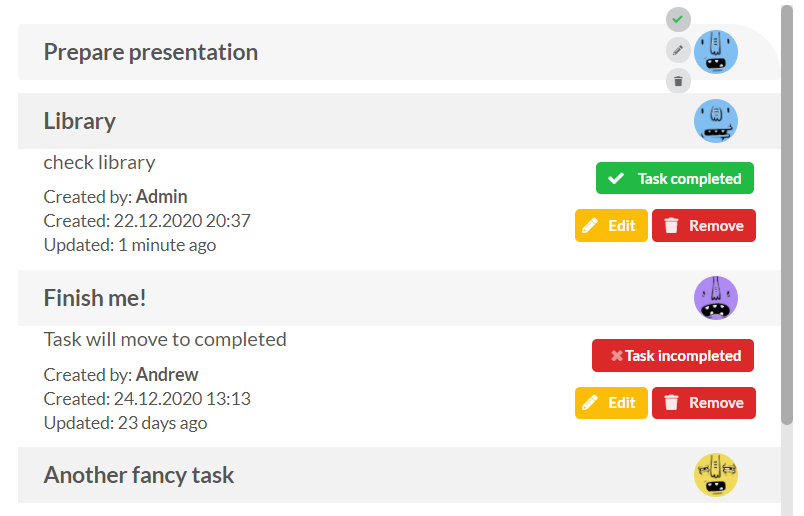 Prepare presentation
Library
check library
Task completed
Created by: Admin
Created: 22.12.2020 20:37
Edit Remove
Updated: 1 minute ago
Finish me!
Task will move to completed
Task incompleted
Created by: Andrew
Created: 24.12.2020 13:13
Edit Remove
Updated: 23 days ago
Another fancy task